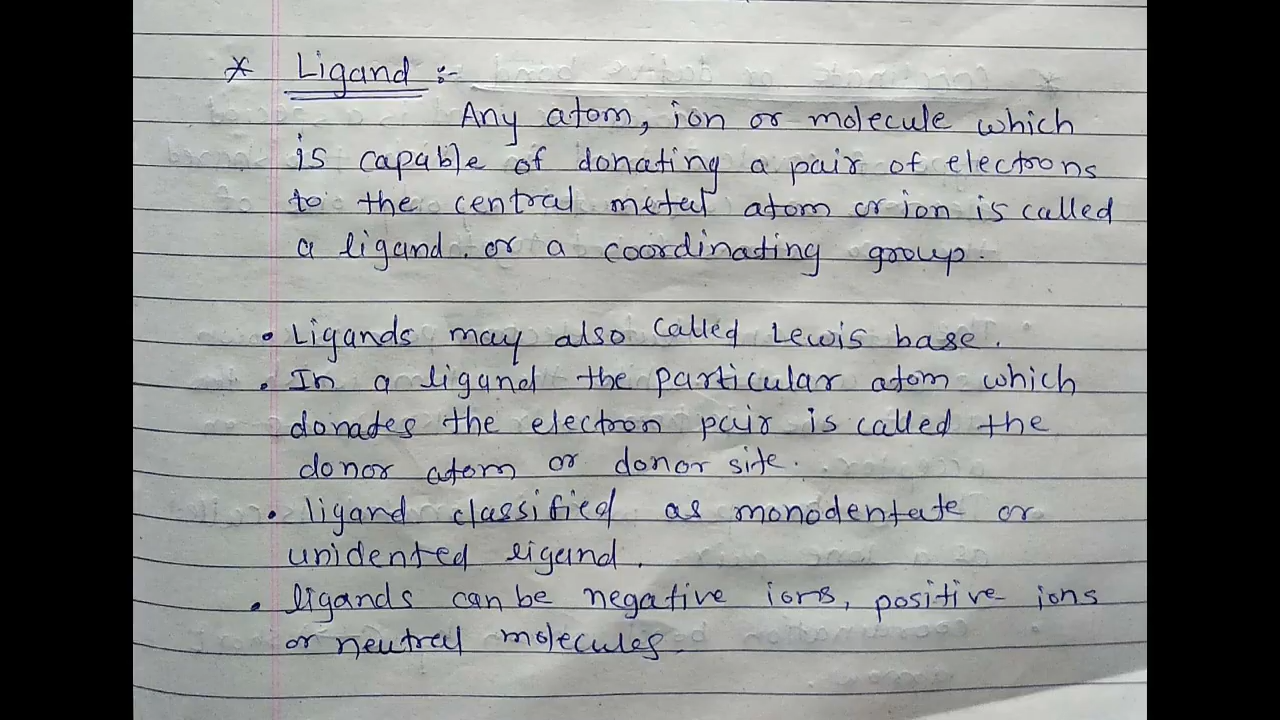 * Ligand :-
Any atom, ion or molecule which
is capable of donating a pair of electrons
to the central metal atom or ion is called
a ligand. or a coordinating group.
• Ligands may also called Lewis base.
• In a ligand the particular atom which
donates the electron pair is called the
donor atom or donor site.
• ligand classified as monodentate or
unidented ligand.
• ligands can be negative ions, positive ions
or neutral molecules.